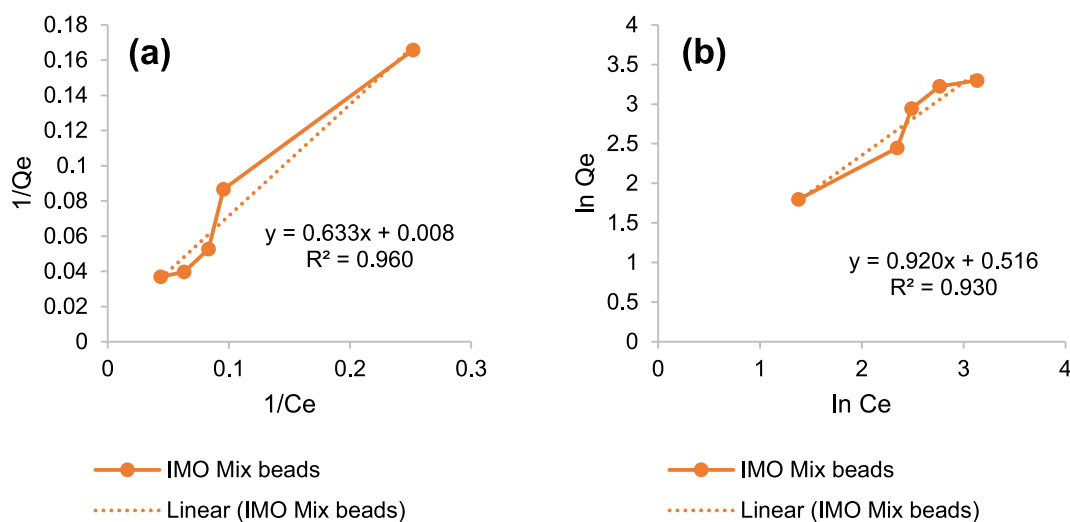 (a)
0.18
0.16
0.14
0.12
0.1
0.08
0.06
0.04
0.02
0
1/Qe
y = 0.633x + 0.008
R² = 0.960
0
0.1
0.2
0.3
1/Ce
IMO Mix beads
Linear (IMO Mix beads)
(b)
4
3.5
3
2.5
2
1.5
1
0.5
0
ln Qe
y = 0.920x + 0.516
R² = 0.930
0
1
2
3
4
ln Ce
IMO Mix beads
Linear (IMO Mix beads)